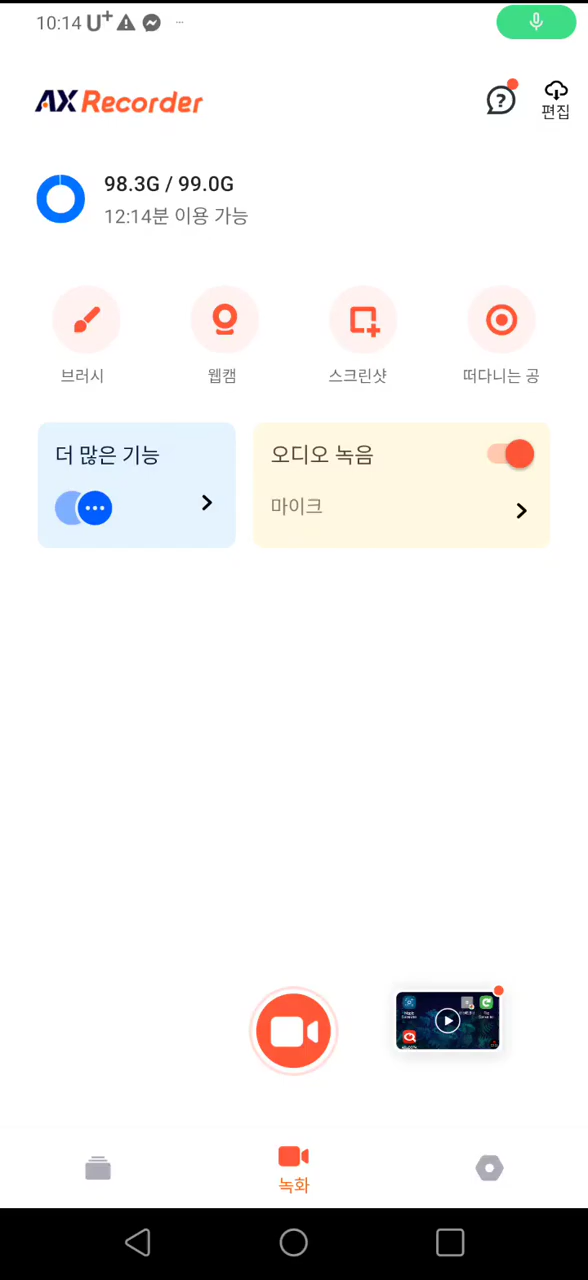 10:14 U+
AX Recorder
편집
98.3G / 99.0G
12:14분 이용 가능
브러시
웹캠
스크린샷
떠다니는 공
더 많은 기능
오디오 녹음
마이크
녹화